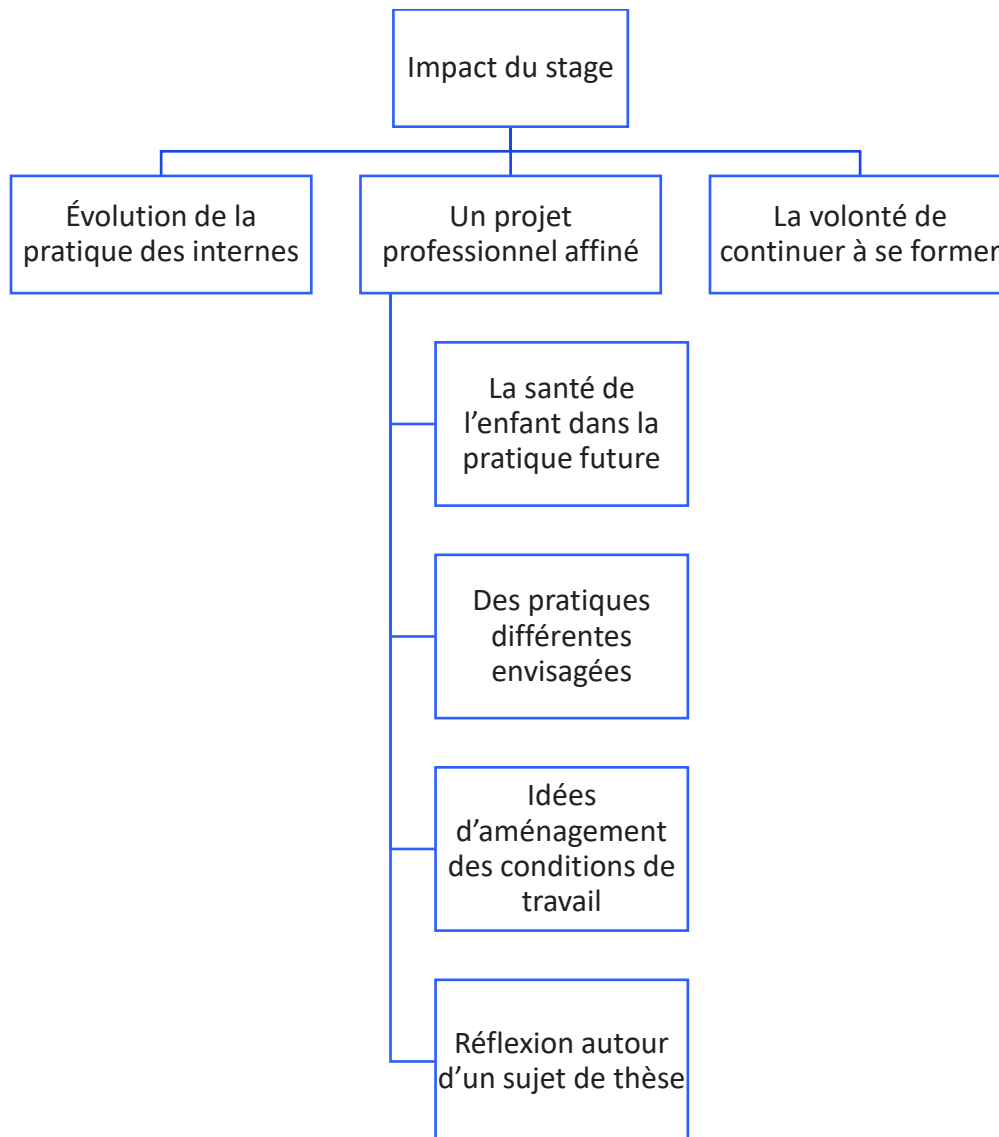 Impact du stage
Évolution de la
pratique des internes
Un projet
professionnel affiné
La volonté de
continuer à se former
La santé de
l’enfant dans la
pratique future
Des pratiques
différentes
envisagées
Idées
d’aménagement
des conditions de
travail
Réflexion autour
d’un sujet de thèse